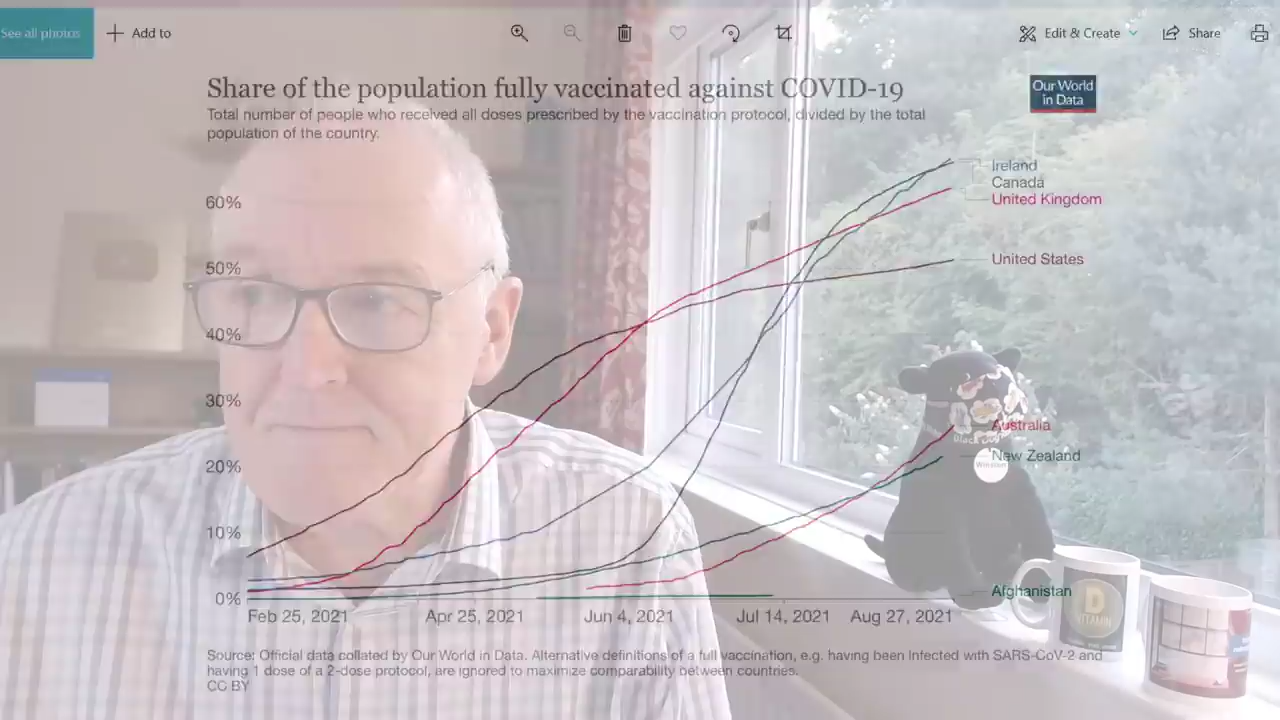 See all photos
Add to
Edit & Create
Share
Share of the population fully vaccinated against COVID-19
Our World
in Data
Total number of people who received all doses prescribed by the vaccination protocol, divided by the total
population of the country.
Ireland
Canada
60%
United Kingdom
50%
United States
40%
30%
Australia
Black Dog
New Zealand
Winston
20%
10%
Afghanistan
0%
D
VITAMIN
Feb 25, 2021
Apr 25, 2021
Jun 4, 2021
Jul 14, 2021
Aug 27, 2021
Source: Official data collated by Our World in Data. Alternative definitions of a full vaccination, e.g. having been infected with SARS-CoV-2 and
having 1 dose of a 2-dose protocol, are ignored to maximize comparability between countries.
CC BY